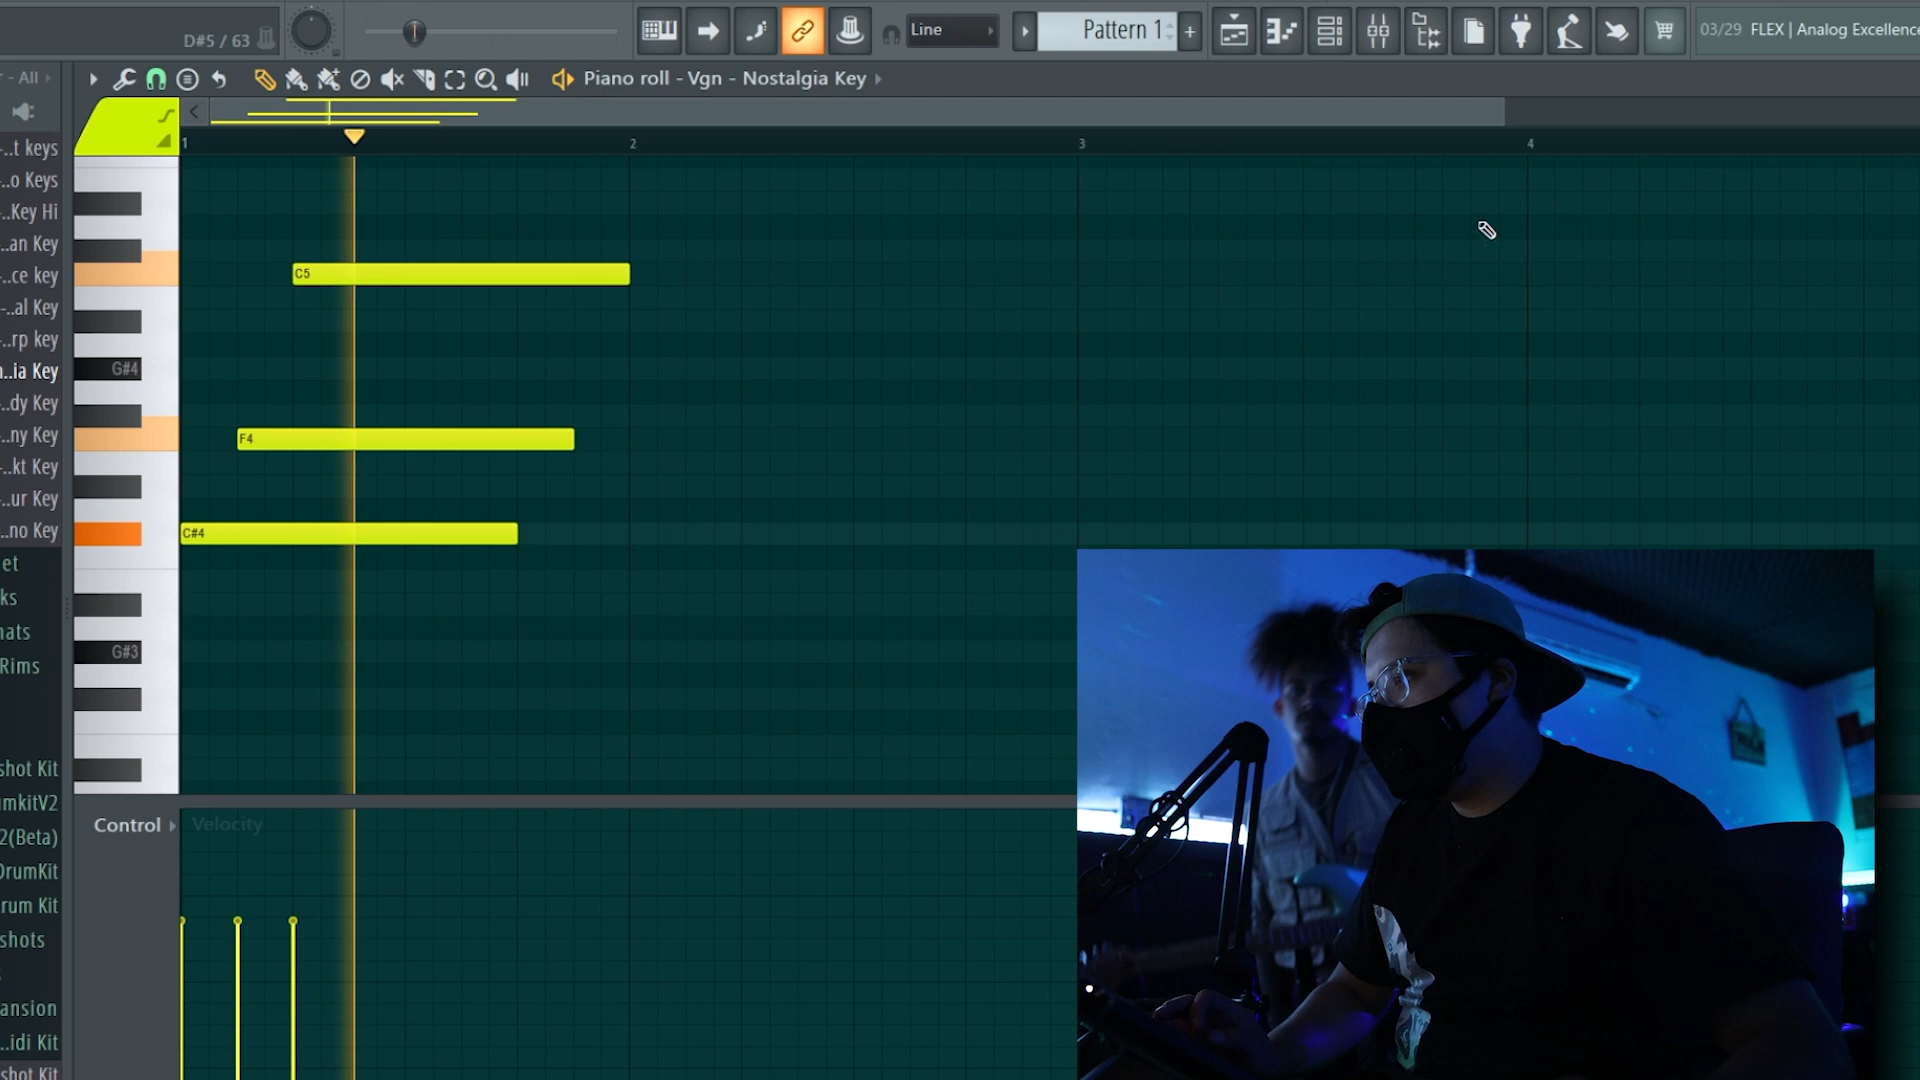 D#5 / 63
Line
Pattern 1
+
03/29 FLEX | Analog Excellence
- All
Piano roll - Vgn - Nostalgia Key
1
2
3
4
-..t keys
-..o Keys
-..Key Hi
-..an Key
-..ce key
-..al Key
-..rp key
..ia Key
-..dy Key
-..ny Key
-..kt Key
-..ur Key
-..no Key
et
ks
Rims
shot Kit
mkitV2
2(Beta)
DrumKit
rum Kit
shots
ansion
..idi Kit
shot Kit
G#4
G#3
C5
F4
C#4
Control
Velocity